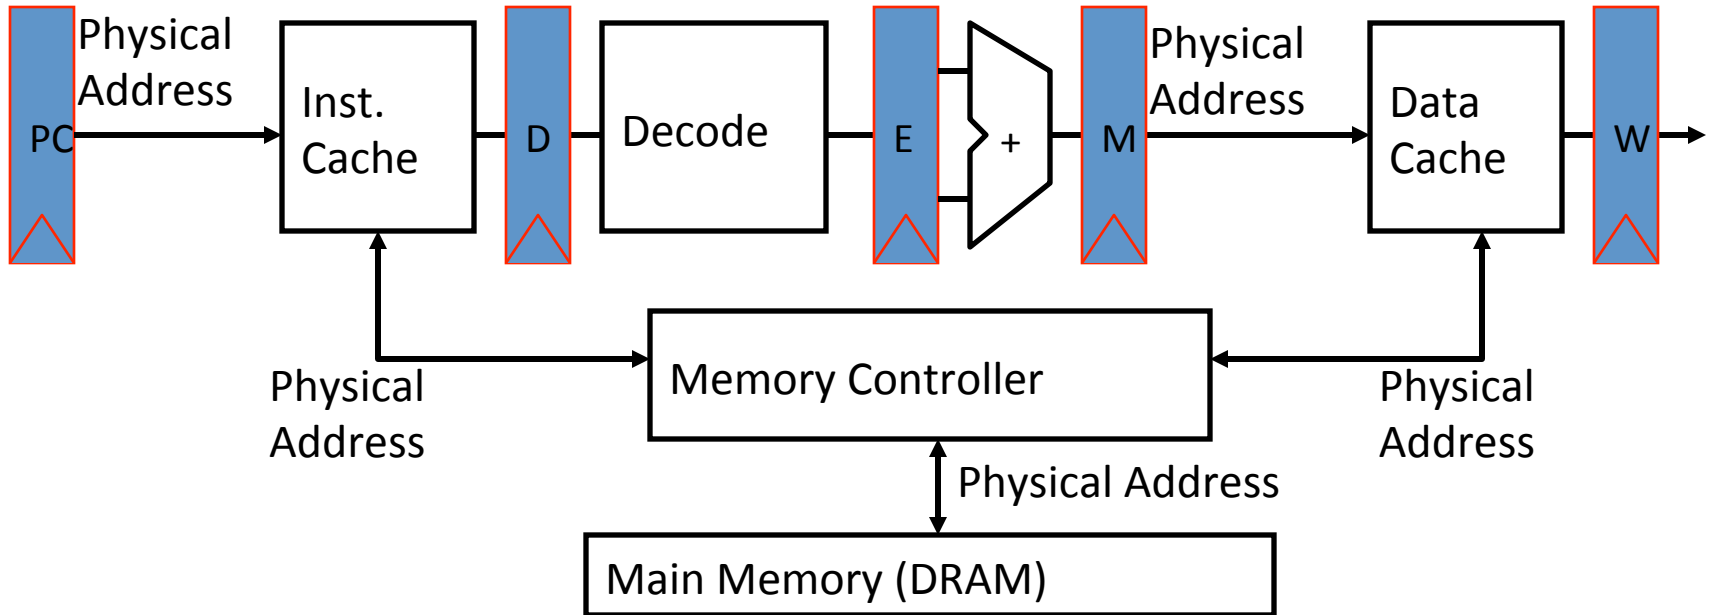 PC
Physical
Address
Inst.
Cache
D
Decode
E
+
M
Physical
Address
Data
Cache
W
Physical
Address
Memory Controller
Physical
Address
Physical Address
Main Memory (DRAM)